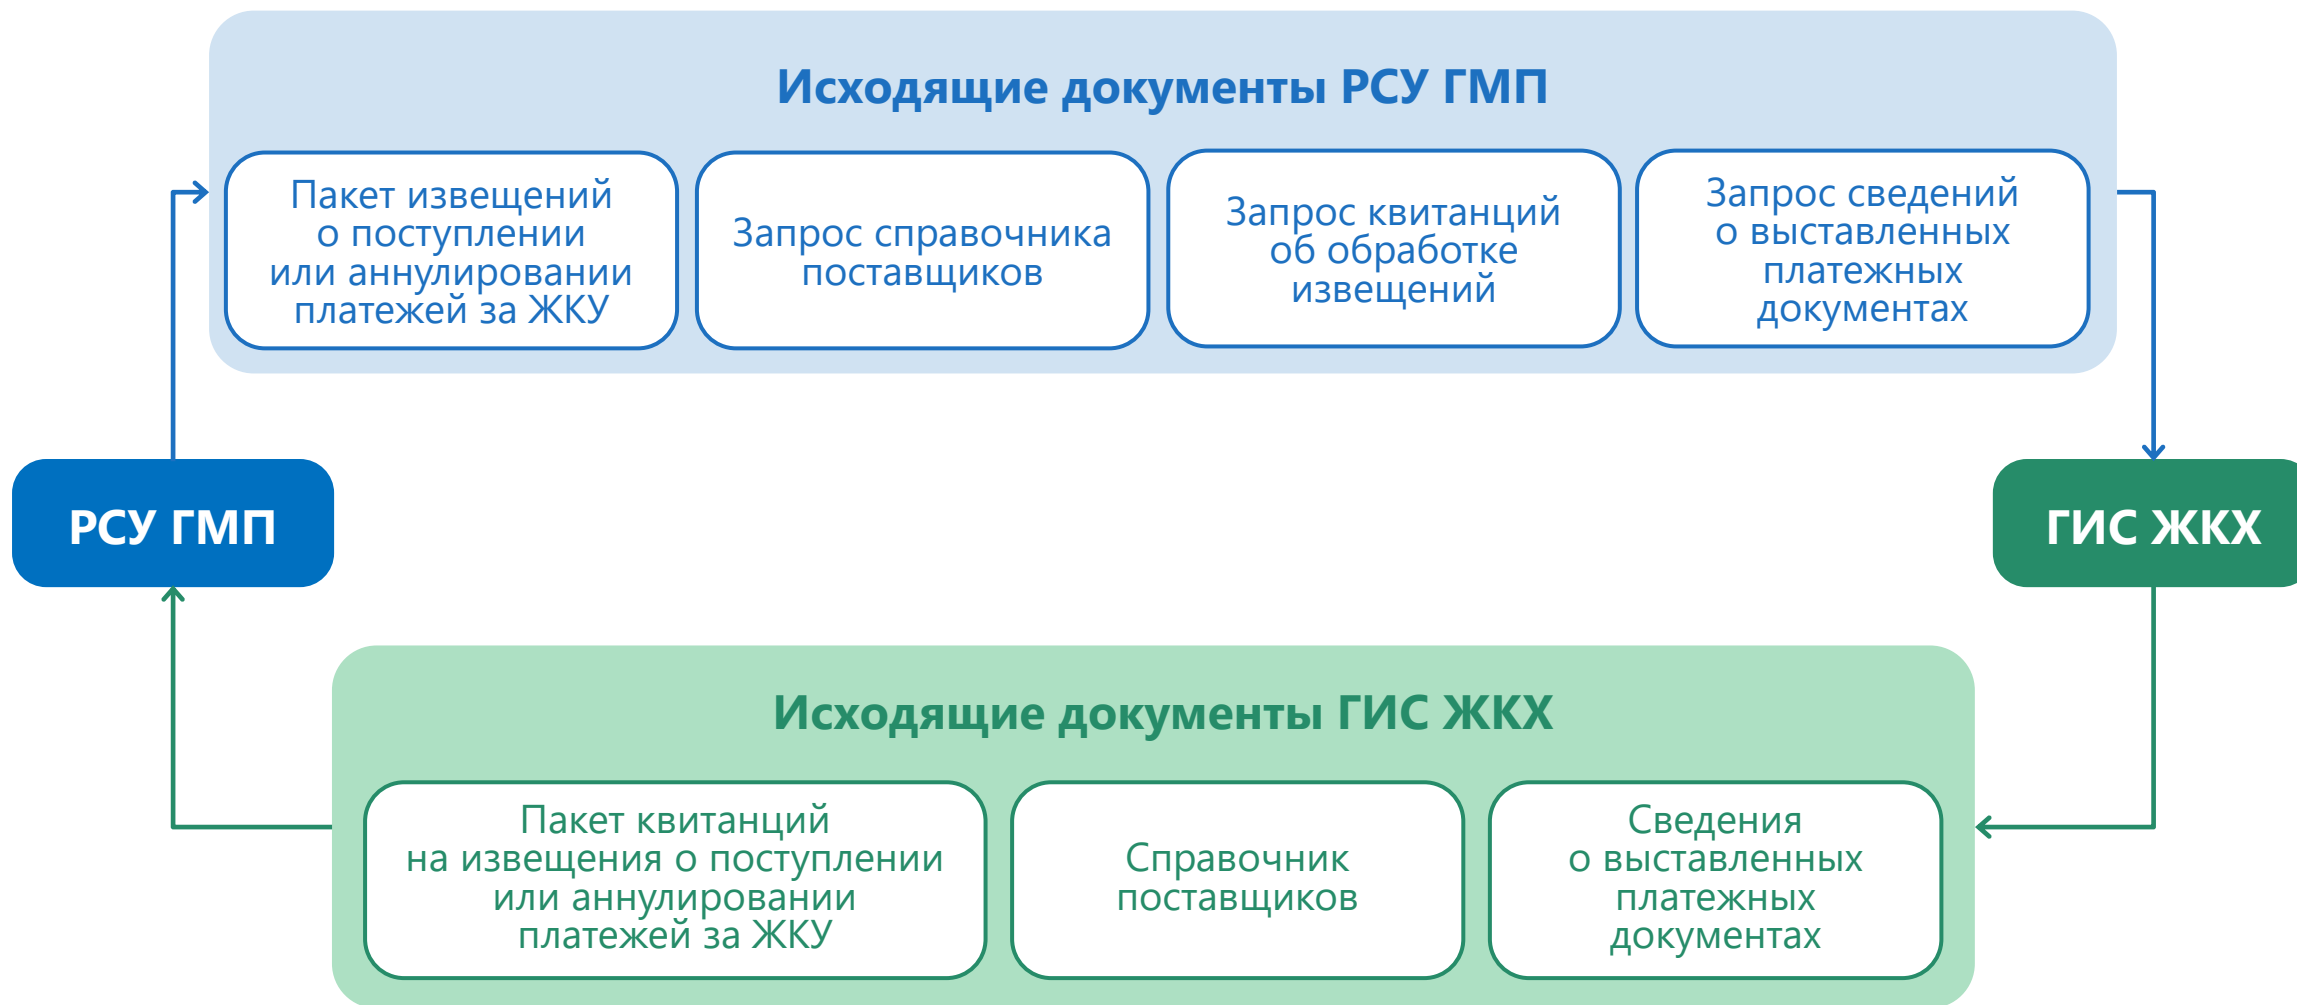 Исходящие документы РСУ ГМП
Пакет извещений
о поступлении
или аннулировании
платежей за ЖКУ
Запрос справочника
поставщиков
Запрос квитанций
об обработке
извещений
Запрос сведений
о выставленных
платежных
документах
РСУ ГМП
ГИС ЖКХ
Исходящие документы ГИС ЖКХ
Пакет квитанций
на извещения о поступлении
или аннулировании
платежей за ЖКУ
Справочник
поставщиков
Сведения
о выставленных
платежных
документах